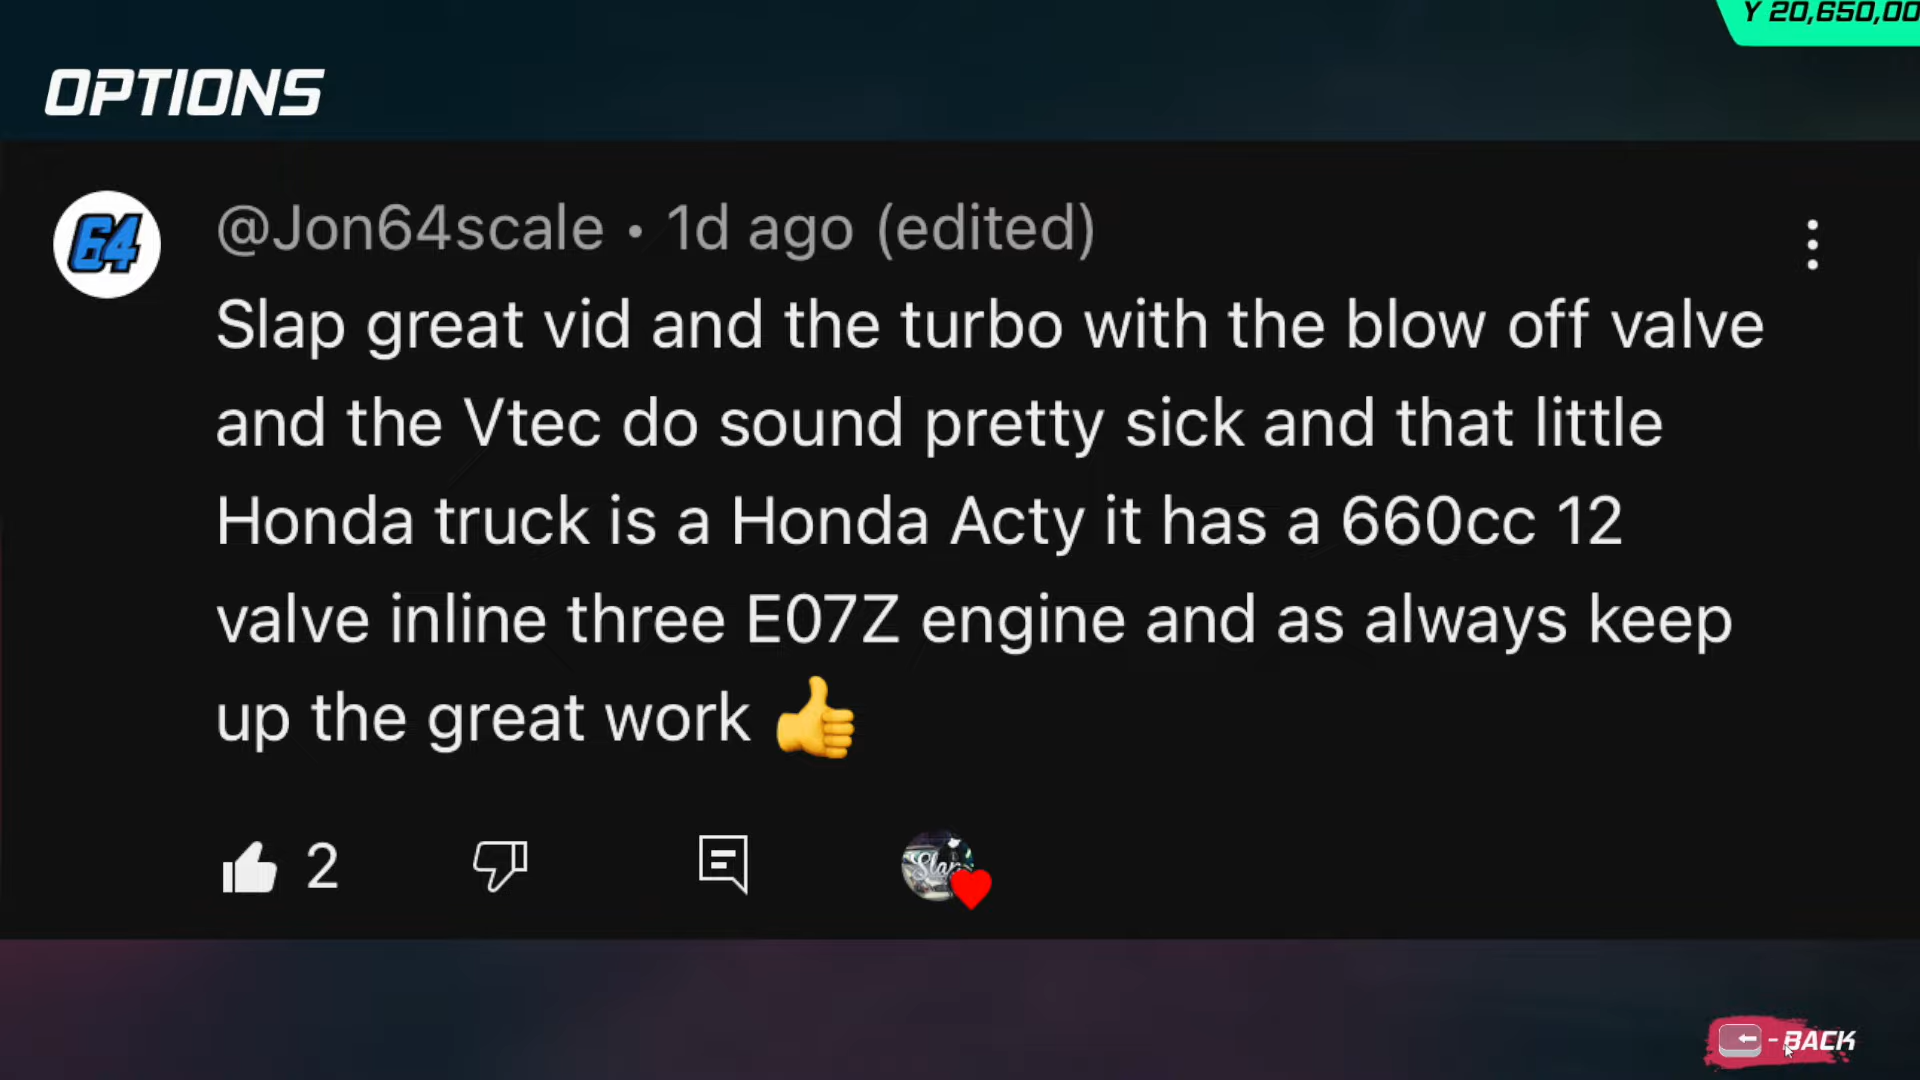 Y 20,650,00
OPTIONS
64
@Jon64scale • 1d ago (edited)
Slap great vid and the turbo with the blow off valve
and the Vtec do sound pretty sick and that little
Honda truck is a Honda Acty it has a 660cc 12
valve inline three E07Z engine and as always keep
up the great work 👍
2
Slap
- BACK